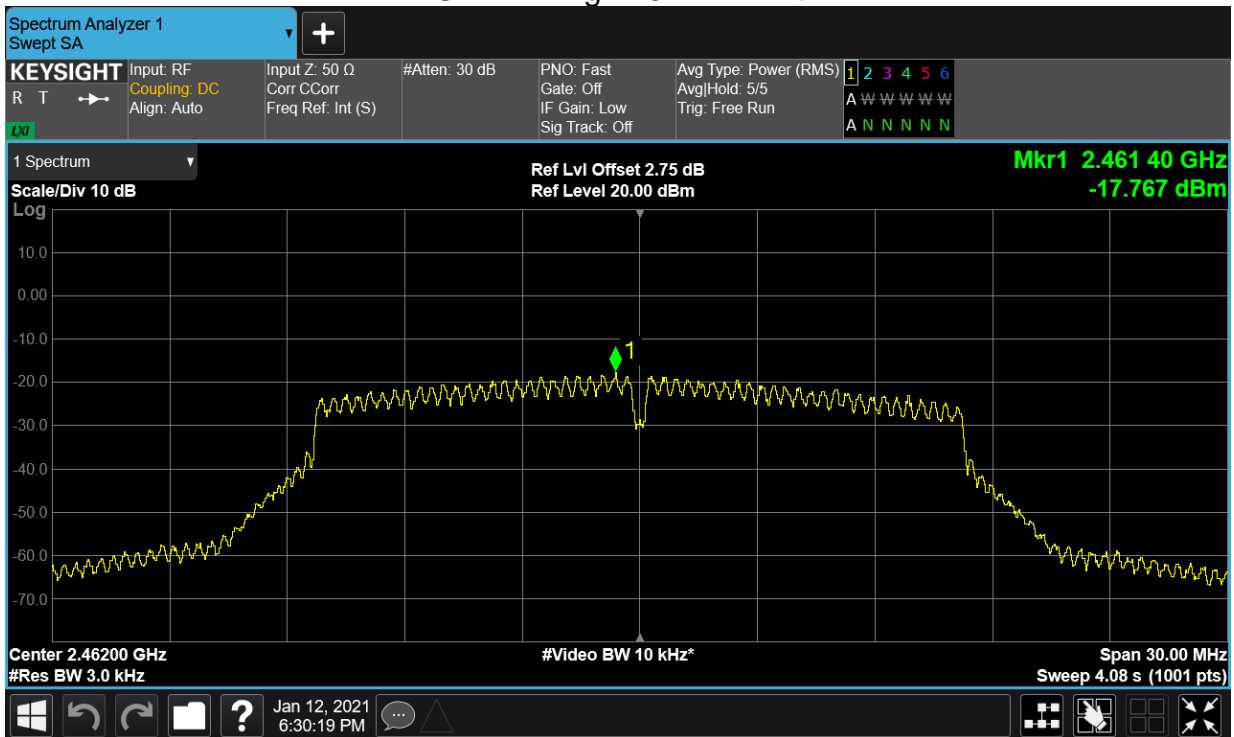 Spectrum Analyzer 1
Swept SA
+
KEYSIGHT
R T
LXI
Input: RF
Coupling: DC
Align: Auto
Input Z: 50 Ω
Corr CCorr
Freq Ref: Int (S)
#Atten: 30 dB
PNO: Fast
Gate: Off
IF Gain: Low
Sig Track: Off
Avg Type: Power (RMS)
Avg|Hold: 5/5
Trig: Free Run
1 2 3 4 5 6
A W W W W W
A N N N N N
1 Spectrum
Scale/Div 10 dB
Log
Ref Lvl Offset 2.75 dB
Ref Level 20.00 dBm
Mkr1 2.461 40 GHz
-17.767 dBm
10.0
0.00
-10.0
1
-20.0
-30.0
-40.0
-50.0
-60.0
-70.0
Center 2.46200 GHz
#Res BW 3.0 kHz
#Video BW 10 kHz*
Span 30.00 MHz
Sweep 4.08 s (1001 pts)
?
Jan 12, 2021
6:30:19 PM